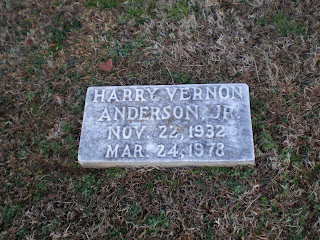 HARRY VERNON
ANDERSON, JR.
NOV. 22, 1932
MAR. 24, 1978